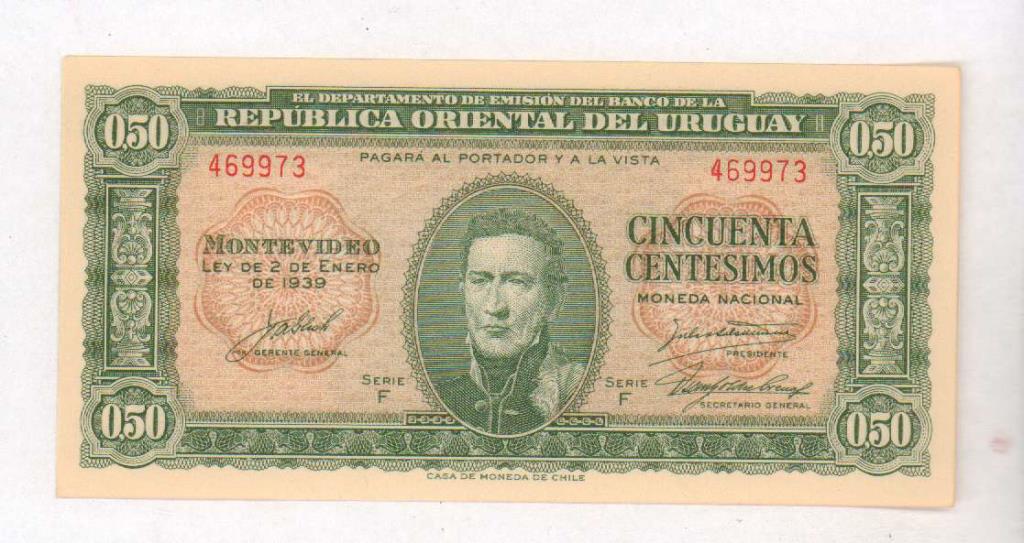 EL DEPARTAMENTO DE EMISIÓN DEL BANCO DE LA
REPÚBLICA ORIENTAL DEL URUGUAY
0,50
0,50
469973
PAGARÁ AL PORTADOR Y A LA VISTA
469973
MONTEVIDEO
LEY DE 2 DE ENERO
DE 1939
CINCUENTA
CENTESIMOS
MONEDA NACIONAL
GERENTE GENERAL
PRESIDENTE
SERIE
F
SERIE
F
SECRETARIO GENERAL
0,50
0,50
CASA DE MONEDA DE CHILE